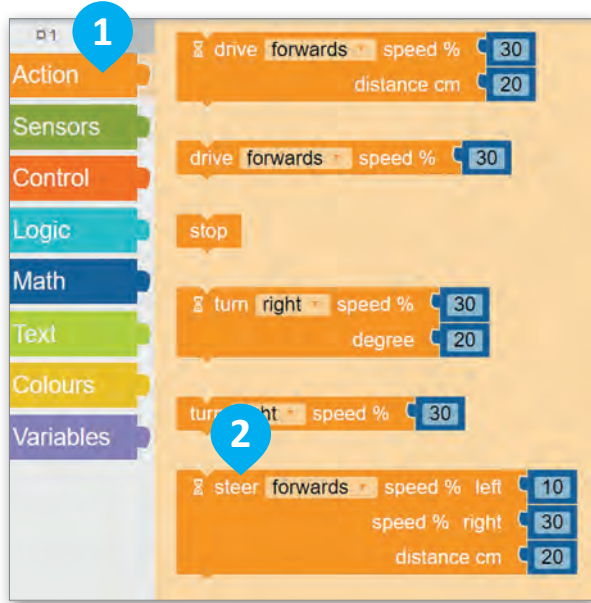 1
1
Action
Sensors
Control
Logic
Math
Text
Colours
Variables
drive forwards speed % 30
distance cm 20
drive forwards speed % 30
stop
turn right speed % 30
degree 20
speed % 30
2
steer forwards speed % left 10
speed % right 30
distance cm 20